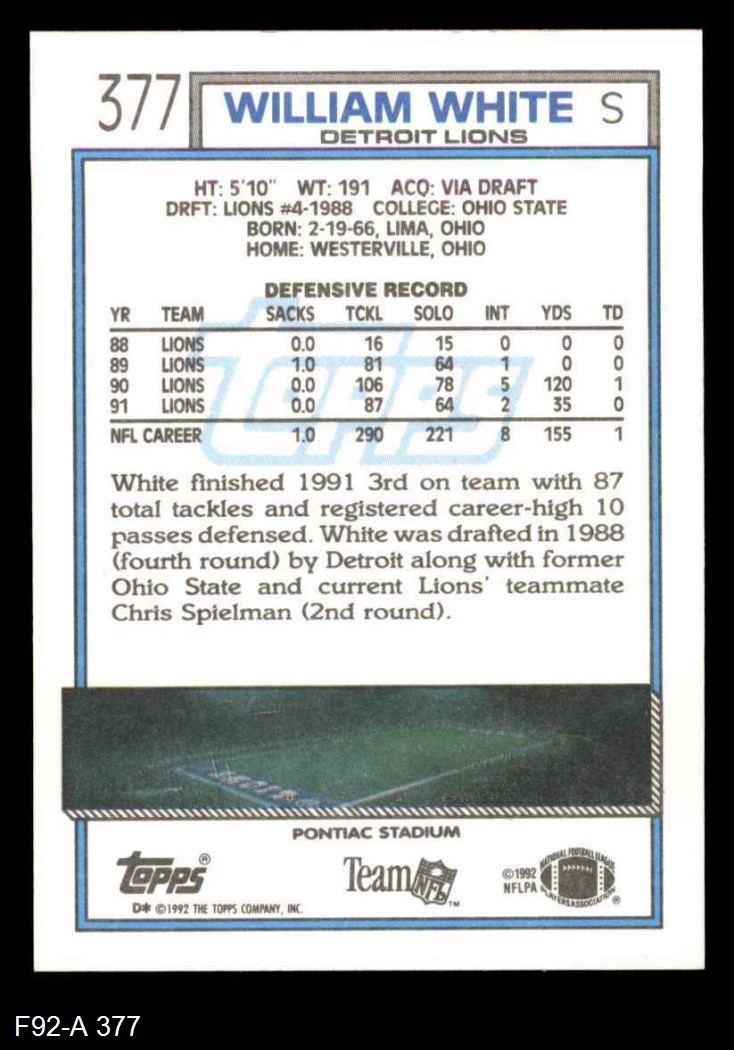 377
WILLIAM WHITE S
DETROIT LIONS
HT: 5'10" WT: 191 ACQ: VIA DRAFT
DRFT: LIONS #4-1988 COLLEGE: OHIO STATE
BORN: 2-19-66, LIMA, OHIO
HOME: WESTERVILLE, OHIO
DEFENSIVE RECORD
YR TEAM SACKS TCKL SOLO INT YDS TD
88 LIONS 0.0 16 15 0 0 0
89 LIONS 1.0 81 64 1 0 0
90 LIONS 0.0 106 78 5 120 1
91 LIONS 0.0 87 64 2 35 0
NFL CAREER 1.0 290 221 8 155 1
topps
White finished 1991 3rd on team with 87
total tackles and registered career-high 10
passes defensed. White was drafted in 1988
(fourth round) by Detroit along with former
Ohio State and current Lions' teammate
Chris Spielman (2nd round).
PONTIAC STADIUM
topps®
Team NFL™
©1992
NFLPA
NATIONAL FOOTBALL LEAGUE
PLAYERS ASSOCIATION®
D* ©1992 THE TOPPS COMPANY, INC.
F92-A 377